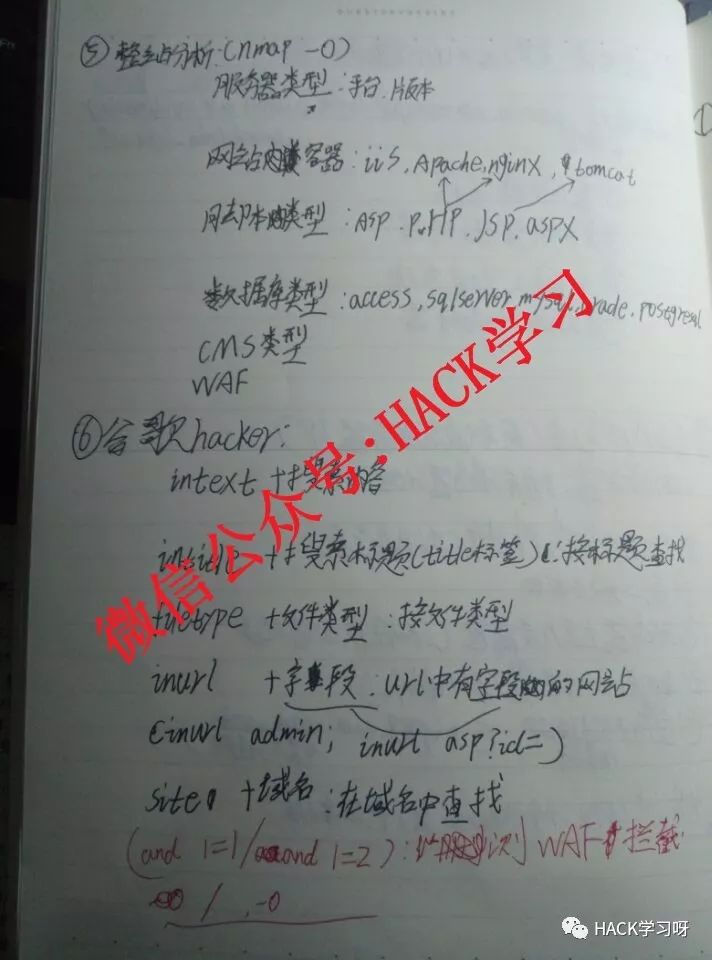 ⑤ 整站分析:(nmap -O)
服务器类型:平台.版本
网站容器:iis,Apache,nginx,tomcat
脚本类型:ASP.PHP.JSP.aspx
数据库类型:access,sqlserver,mysql,oracle,postgresql
CMS类型
WAF
⑥谷歌hacker:
intext +搜索内容
intitle +搜索标题(title标签):按标题查找
filetype +文件类型:按文件类型
inurl +字段:url中有字段的网站
(inurl admin; inurl asp?id=)
site: +域名:在域名中查找
(and 1=1/ and 1=2): 识别 WAF 拦截
/ ,-0
微信公众号:HACK学习
HACK学习呀